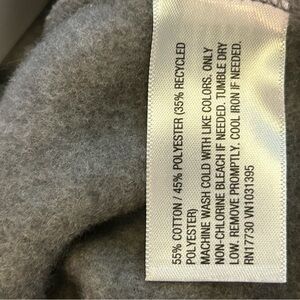 55% COTTON / 45% POLYESTER (35% RECYCLED
POLYESTER)
MACHINE WASH COLD WITH LIKE COLORS. ONLY
NON-CHLORINE BLEACH IF NEEDED. TUMBLE DRY
LOW. REMOVE PROMPTLY. COOL IRON IF NEEDED.
RN17730 VN1031395